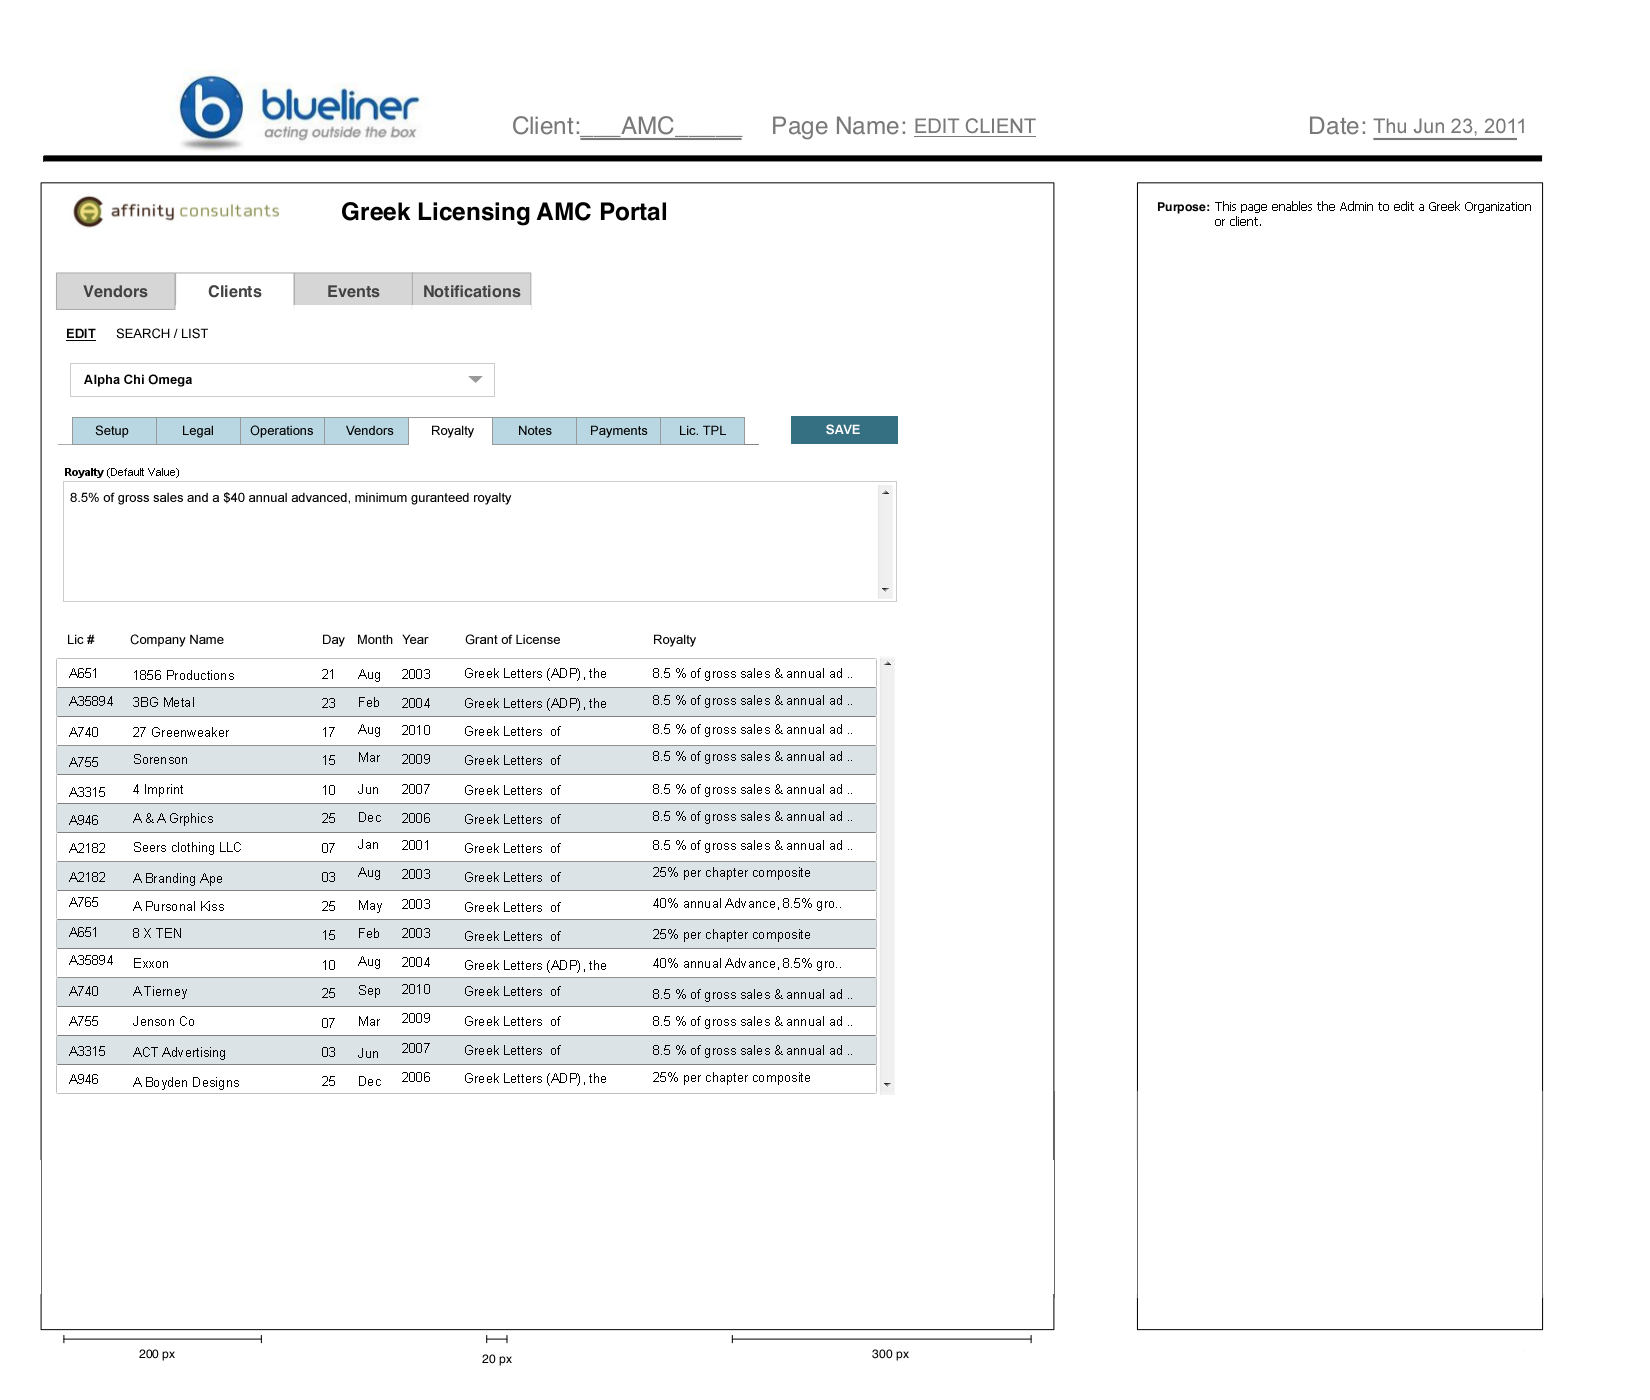 blueliner
acting outside the box
Client:___AMC_____ Page Name: EDIT CLIENT Date: Thu Jun 23, 2011
affinity consultants Greek Licensing AMC Portal
Purpose: This page enables the Admin to edit a Greek Organization
or client.
Vendors Clients Events Notifications
EDIT SEARCH / LIST
Alpha Chi Omega
Setup Legal Operations Vendors Royalty Notes Payments Lic. TPL SAVE
Royalty (Default Value)
8.5% of gross sales and a $40 annual advanced, minimum guranteed royalty
Lic # Company Name Day Month Year Grant of License Royalty
A651 1856 Productions 21 Aug 2003 Greek Letters (ADP), the 8.5 % of gross sales & annual ad ..
A35894 3BG Metal 23 Feb 2004 Greek Letters (ADP), the 8.5 % of gross sales & annual ad ..
A740 27 Greenweaker 17 Aug 2010 Greek Letters of 8.5 % of gross sales & annual ad ..
A755 Sorenson 15 Mar 2009 Greek Letters of 8.5 % of gross sales & annual ad ..
A3315 4 Imprint 10 Jun 2007 Greek Letters of 8.5 % of gross sales & annual ad ..
A946 A & A Grphics 25 Dec 2006 Greek Letters of 8.5 % of gross sales & annual ad ..
A2182 Seers clothing LLC 07 Jan 2001 Greek Letters of 8.5 % of gross sales & annual ad ..
A2182 A Branding Ape 03 Aug 2003 Greek Letters of 25% per chapter composite
A765 A Pursonal Kiss 25 May 2003 Greek Letters of 40% annual Advance, 8.5% gro..
A651 8 X TEN 15 Feb 2003 Greek Letters of 25% per chapter composite
A35894 Exxon 10 Aug 2004 Greek Letters (ADP), the 40% annual Advance, 8.5% gro..
A740 A Tierney 25 Sep 2010 Greek Letters of 8.5 % of gross sales & annual ad ..
A755 Jenson Co 07 Mar 2009 Greek Letters of 8.5 % of gross sales & annual ad ..
A3315 ACT Advertising 03 Jun 2007 Greek Letters of 8.5 % of gross sales & annual ad ..
A946 A Boyden Designs 25 Dec 2006 Greek Letters (ADP), the 25% per chapter composite
200 px 20 px 300 px